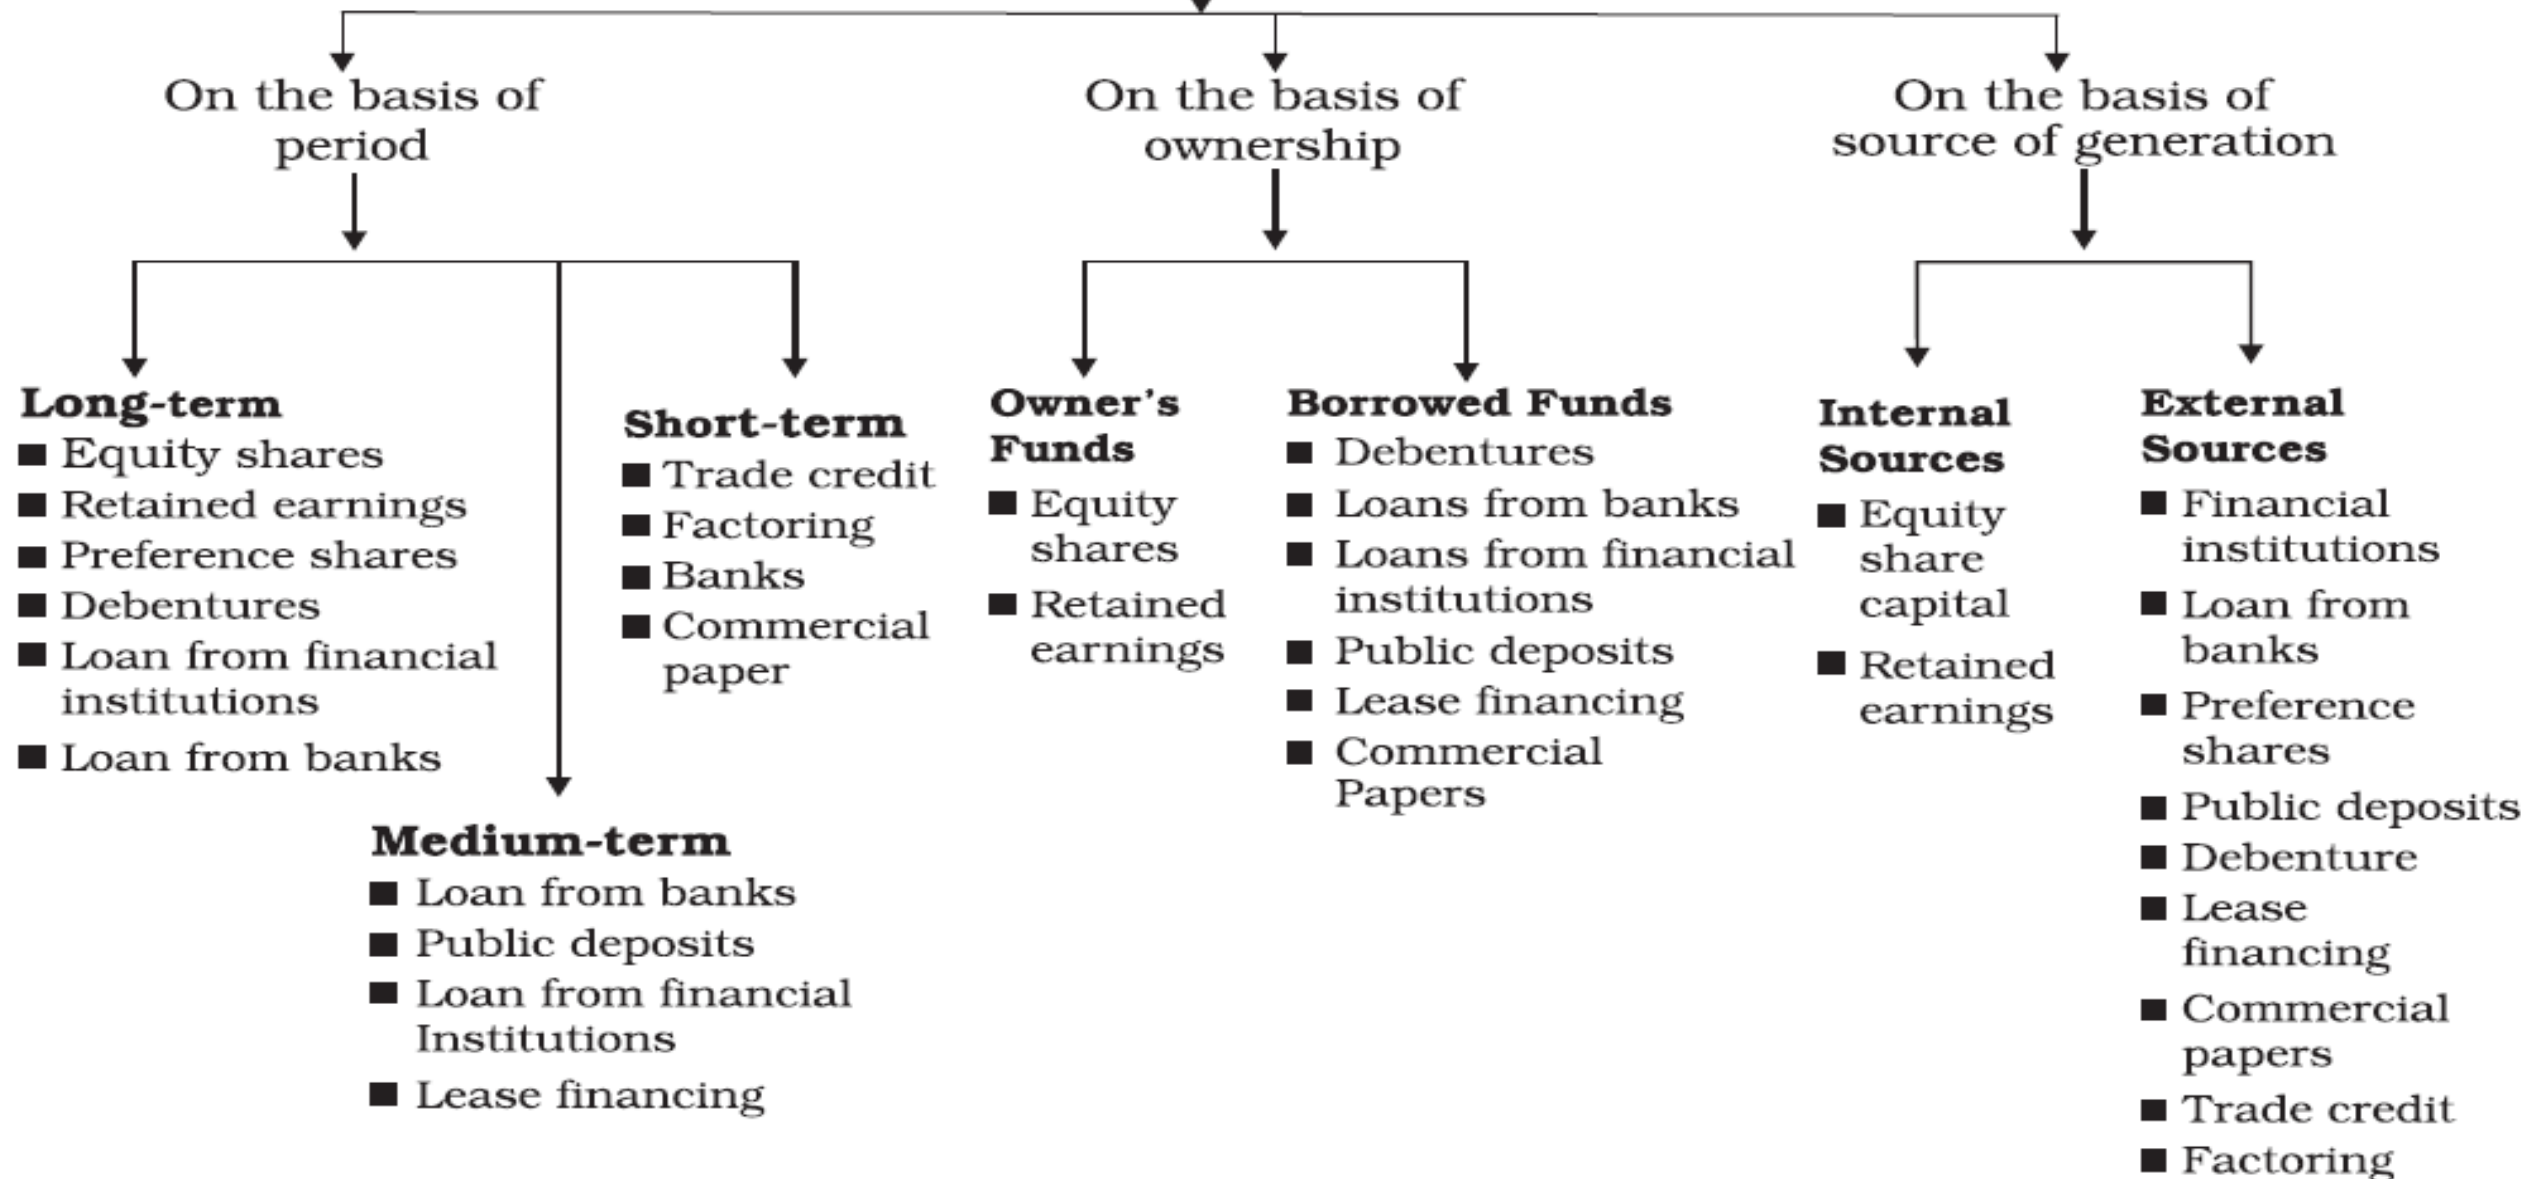 On the basis of
period
On the basis of
ownership
On the basis of
source of generation
Long-term
Equity shares
Retained earnings
Preference shares
Debentures
Loan from financial
institutions
Loan from banks
Medium-term
Loan from banks
Public deposits
Loan from financial
Institutions
Lease financing
Short-term
Trade credit
Factoring
Banks
Commercial
paper
Owner's
Funds
Equity
shares
Retained
earnings
Borrowed Funds
Debentures
Loans from banks
Loans from financial
institutions
Public deposits
Lease financing
Commercial
Papers
Internal
Sources
Equity
share
capital
Retained
earnings
External
Sources
Financial
institutions
Loan from
banks
Preference
shares
Public deposits
Debenture
Lease
financing
Commercial
papers
Trade credit
Factoring